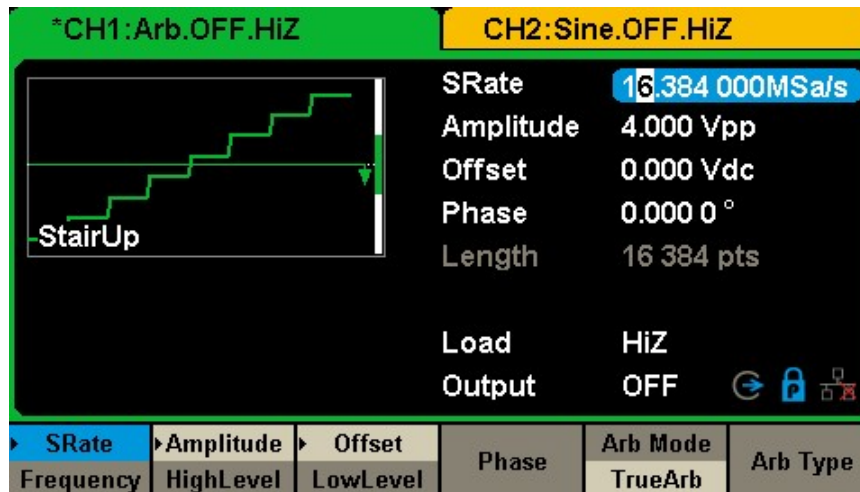 *CH1:Arb.OFF.HiZ
CH2:Sine.OFF.HiZ
StairUp
SRate 16.384 000MSa/s
Amplitude 4.000 Vpp
Offset 0.000 Vdc
Phase 0.000 0 °
Length 16 384 pts
Load HiZ
Output OFF
P
SRate
Frequency
Amplitude
HighLevel
Offset
LowLevel
Phase
Arb Mode
TrueArb
Arb Type